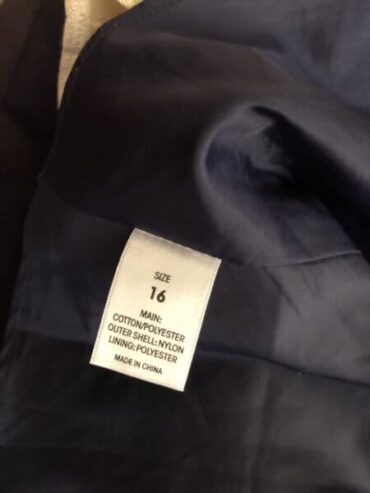 SIZE
16
MAIN:
COTTON/POLYESTER
OUTER SHELL: NYLON
LINING: POLYESTER
MADE IN CHINA